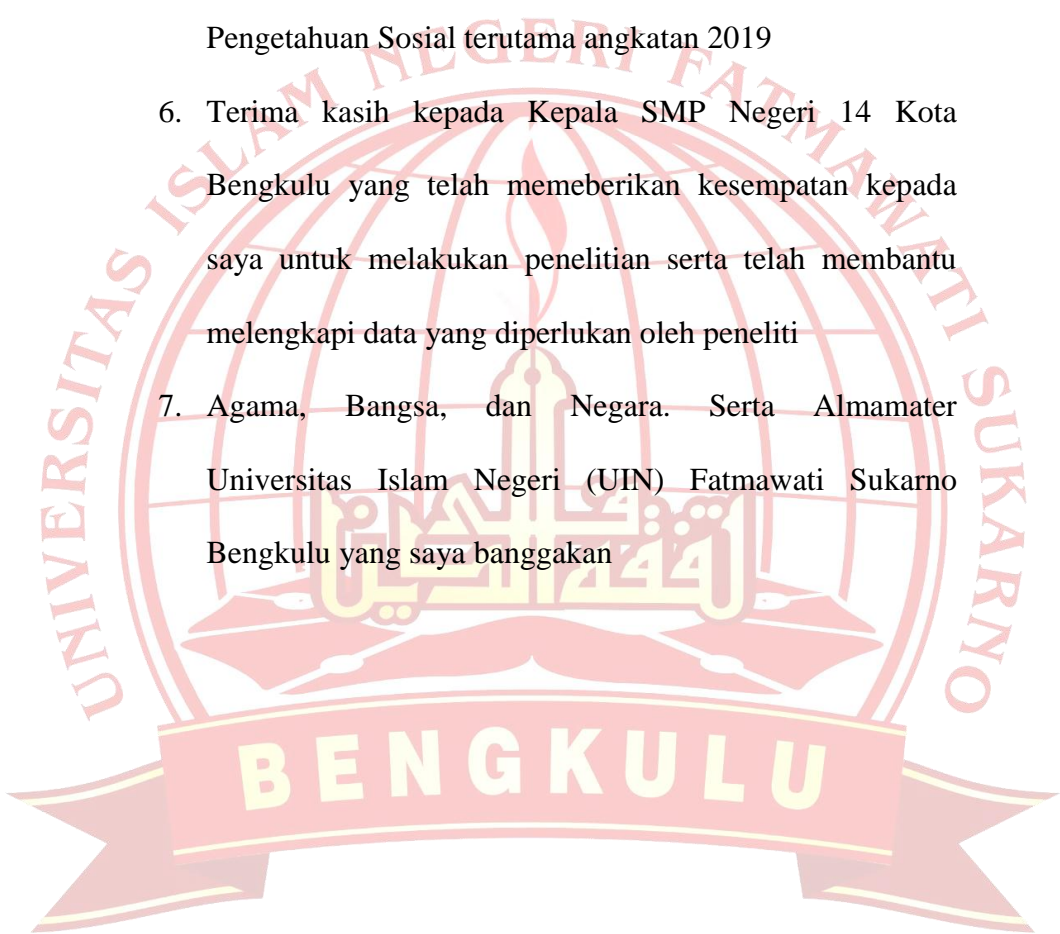 Pengetahuan Sosial terutama angkatan 2019
6. Terima kasih kepada Kepala SMP Negeri 14 Kota
Bengkulu yang telah memeberikan kesempatan kepada
saya untuk melakukan penelitian serta telah membantu
melengkapi data yang diperlukan oleh peneliti
7. Agama, Bangsa, dan Negara. Serta Almamater
Universitas Islam Negeri (UIN) Fatmawati Sukarno
Bengkulu yang saya banggakan
UNIVERSITAS ISLAM NEGERI FATMAWATI SUKARNO
BENGKULU